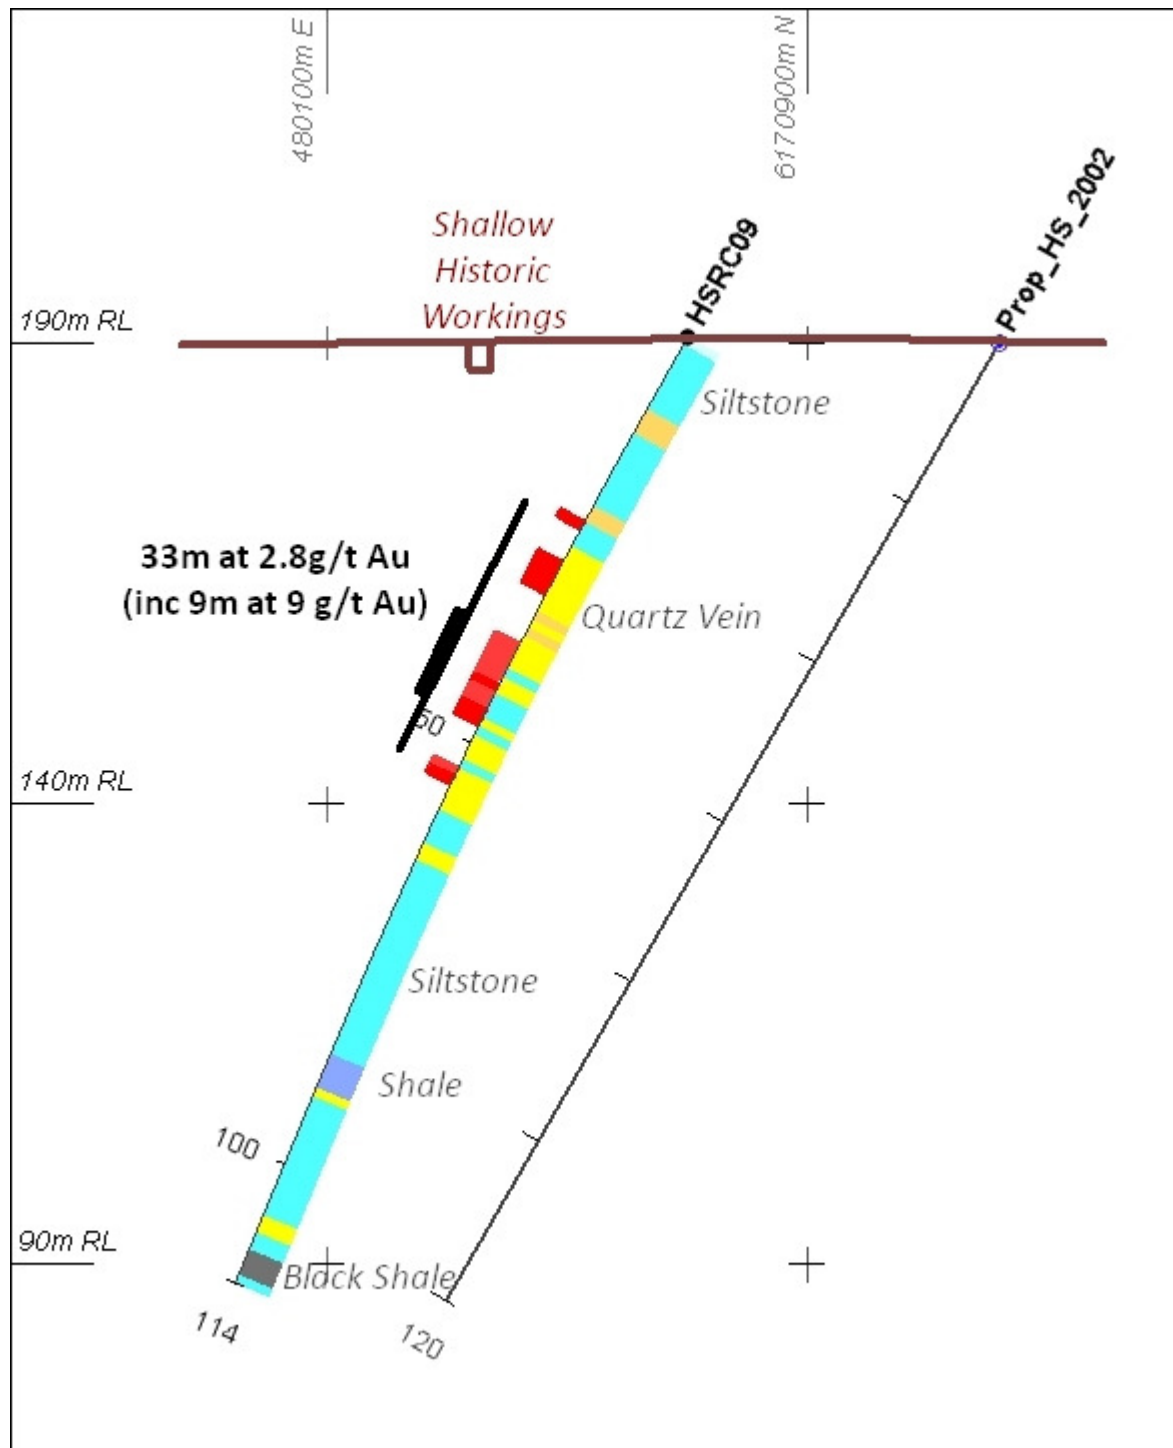 480100m E
6170900m N
Shallow
Historic
Workings
HSRC09
Prop_HS_2002
190m RL
Siltstone
33m at 2.8g/t Au
(inc 9m at 9 g/t Au)
Quartz Vein
50
140m RL
Siltstone
Shale
100
90m RL
Black Shale
114
120